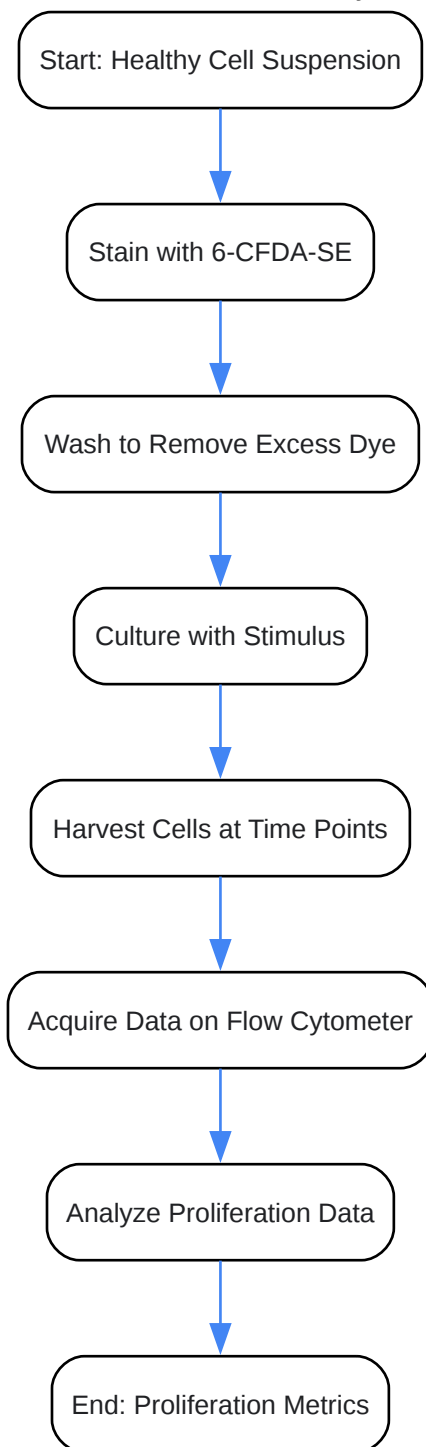 Start: Healthy Cell Suspension
Stain with 6-CFDA-SE
Wash to Remove Excess Dye
Culture with Stimulus
Harvest Cells at Time Points
Acquire Data on Flow Cytometer
Analyze Proliferation Data
End: Proliferation Metrics